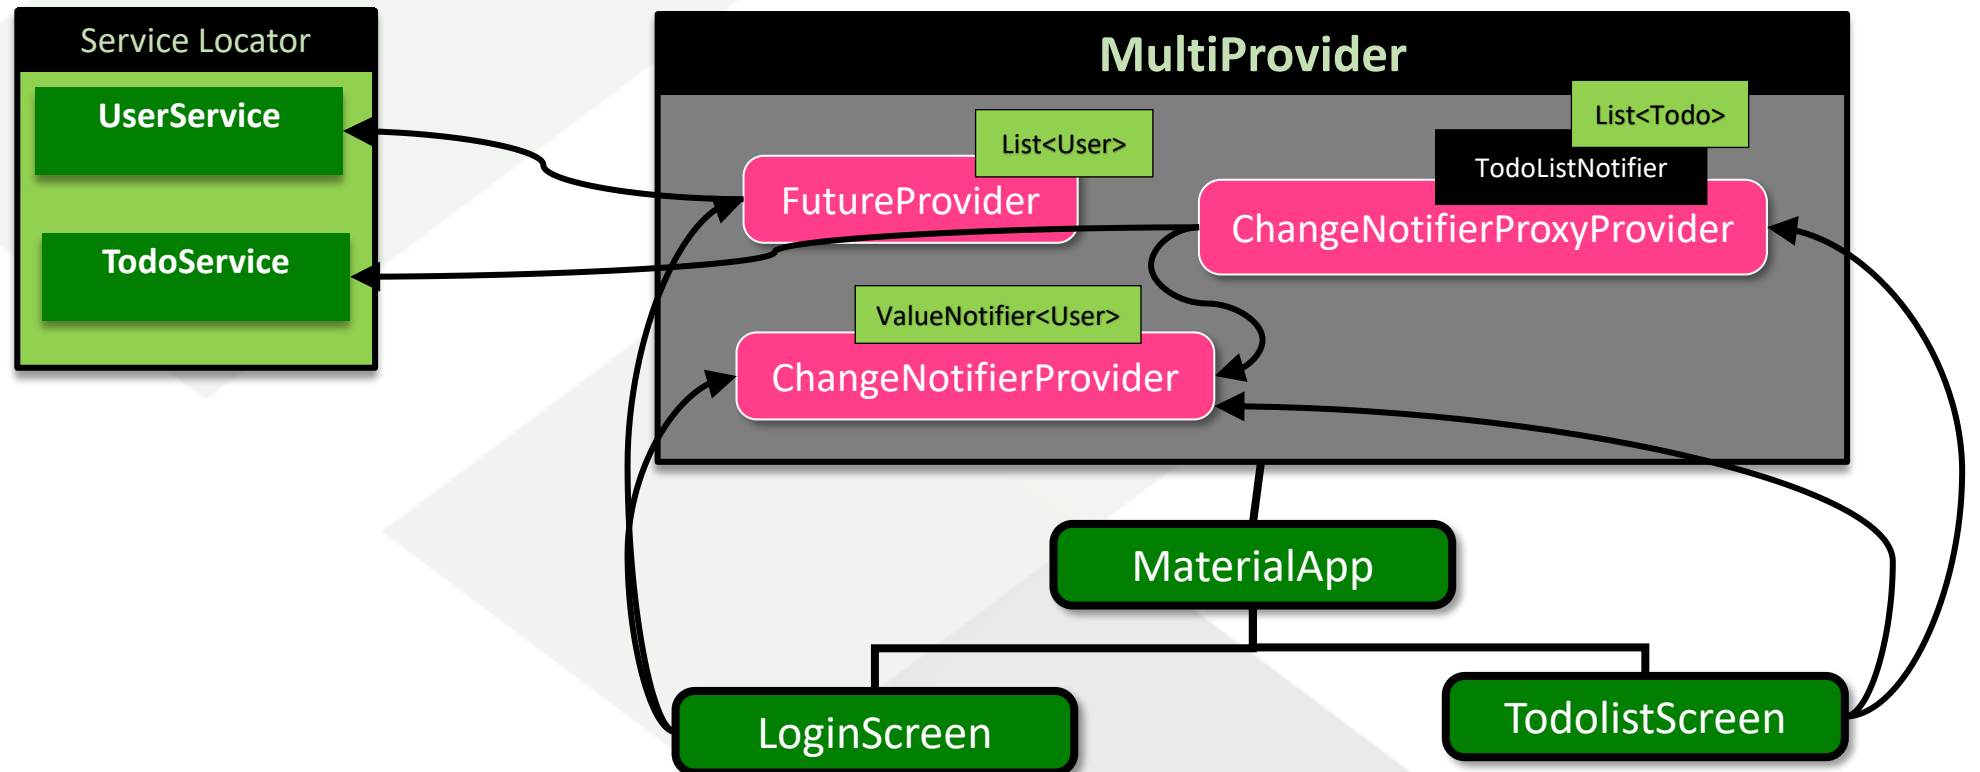 Service Locator
UserService
TodoService
MultiProvider
List<User>
FutureProvider
List<Todo>
TodoListNotifier
ChangeNotifierProxyProvider
ValueNotifier<User>
ChangeNotifierProvider
MaterialApp
LoginScreen
TodolistScreen